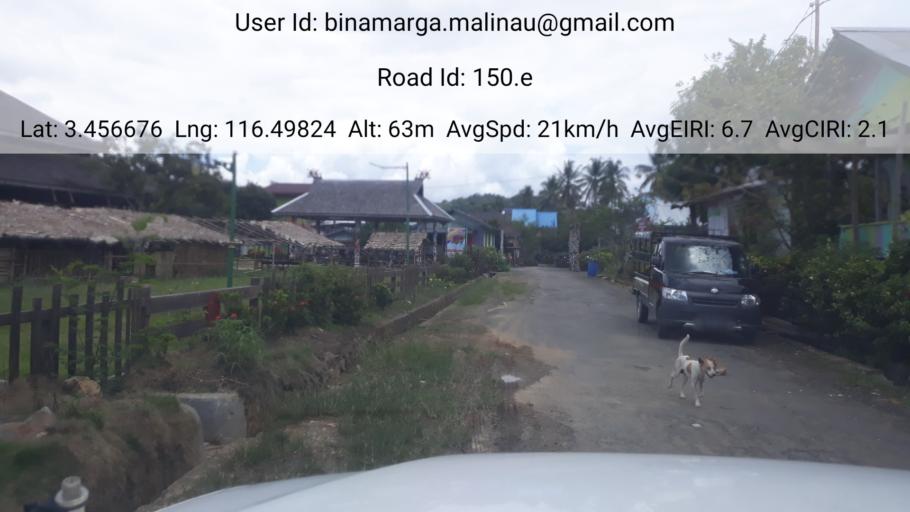 User Id: binamarga.malinau@gmail.com
Road Id: 150.e
Lat: 3.456676 Lng: 116.49824 Alt: 63m AvgSpd: 21km/h AvgEIRI: 6.7 AvgCIRI: 2.1